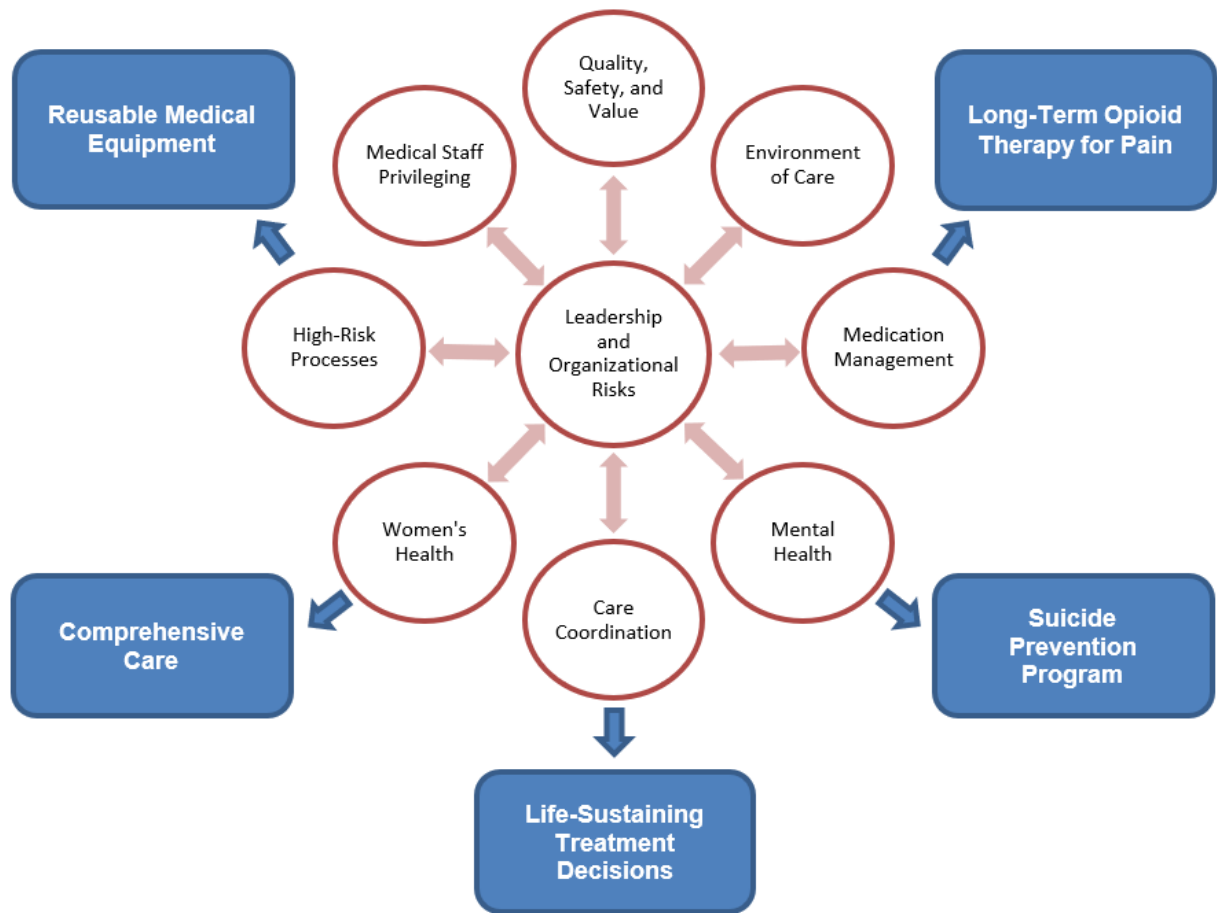 Quality,
Safety, and
Value
Reusable Medical
Equipment
Long-Term Opioid
Therapy for Pain
Medical Staff
Privileging
Environment
of Care
High-Risk
Processes
Leadership
and
Organizational
Risks
Medication
Management
Women's
Health
Mental
Health
Care
Coordination
Comprehensive
Care
Suicide
Prevention
Program
Life-Sustaining
Treatment
Decisions